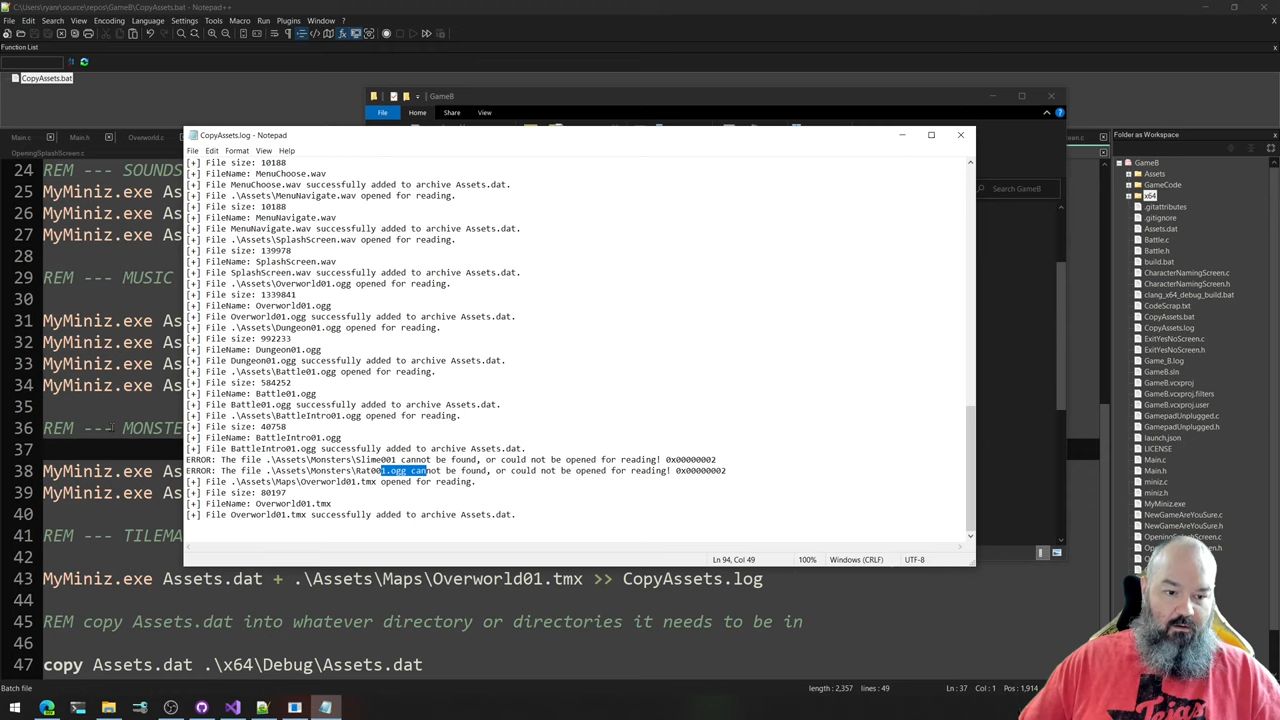 C:\Users\ryanr\source\repos\GameB\CopyAssets.bat - Notepad++
File Edit Search View Encoding Language Settings Tools Macro Run Plugins Window ?
Function List
CopyAssets.bat
GameB
File Home Share View
Main.c Main.h Overworld.c
OpeningSplashScreen.c
Search GameB
24 REM --- SOUNDS
25 MyMiniz.exe As
26 MyMiniz.exe As
27 MyMiniz.exe As
28
29 REM --- MUSIC
30
31 MyMiniz.exe As
32 MyMiniz.exe As
33 MyMiniz.exe As
34 MyMiniz.exe As
35
36 REM --- MONSTE
37
38 MyMiniz.exe As
39 MyMiniz.exe As
40
41 REM --- TILEMA
42
43 MyMiniz.exe Assets.dat + .\Assets\Maps\Overworld01.tmx >> CopyAssets.log
44
45 REM copy Assets.dat into whatever directory or directories it needs to be in
46
47 copy Assets.dat .\x64\Debug\Assets.dat
CopyAssets.log - Notepad
File Edit Format View Help
[+] File size: 10188
[+] FileName: MenuChoose.wav
[+] File MenuChoose.wav successfully added to archive Assets.dat.
[+] File .\Assets\MenuNavigate.wav opened for reading.
[+] File size: 10188
[+] FileName: MenuNavigate.wav
[+] File MenuNavigate.wav successfully added to archive Assets.dat.
[+] File .\Assets\SplashScreen.wav opened for reading.
[+] File size: 139978
[+] FileName: SplashScreen.wav
[+] File SplashScreen.wav successfully added to archive Assets.dat.
[+] File .\Assets\Overworld01.ogg opened for reading.
[+] File size: 1339841
[+] FileName: Overworld01.ogg
[+] File Overworld01.ogg successfully added to archive Assets.dat.
[+] File .\Assets\Dungeon01.ogg opened for reading.
[+] File size: 992233
[+] FileName: Dungeon01.ogg
[+] File Dungeon01.ogg successfully added to archive Assets.dat.
[+] File .\Assets\Battle01.ogg opened for reading.
[+] File size: 584252
[+] FileName: Battle01.ogg
[+] File Battle01.ogg successfully added to archive Assets.dat.
[+] File .\Assets\BattleIntro01.ogg opened for reading.
[+] File size: 40758
[+] FileName: BattleIntro01.ogg
[+] File BattleIntro01.ogg successfully added to archive Assets.dat.
ERROR: The file .\Assets\Monsters\Slime001 cannot be found, or could not be opened for reading! 0x00000002
ERROR: The file .\Assets\Monsters\Rat001.ogg cannot be found, or could not be opened for reading! 0x00000002
[+] File .\Assets\Maps\Overworld01.tmx opened for reading.
[+] File size: 80197
[+] FileName: Overworld01.tmx
[+] File Overworld01.tmx successfully added to archive Assets.dat.
Ln 94, Col 49 100% Windows (CRLF) UTF-8
Folder as Workspace
GameB
Assets
GameCode
x64
.gitattributes
.gitignore
Assets.dat
Battle.c
Battle.h
build.bat
CharacterNamingScreen.c
CharacterNamingScreen.h
clang_x64_debug_build.bat
CodeScrap.txt
CopyAssets.bat
CopyAssets.log
ExitYesNoScreen.c
ExitYesNoScreen.h
Game_B.log
GameB.sln
GameB.vcxproj
GameB.vcxproj.filters
GameB.vcxproj.user
GamepadUnplugged.c
GamepadUnplugged.h
launch.json
LICENSE
Main.c
Main.h
miniz.c
miniz.h
MyMiniz.exe
NewGameAreYouSure.c
NewGameAreYouSure.h
Batch file length : 2,357 lines : 49 Ln : 37 Col : 1 Pos : 1,914